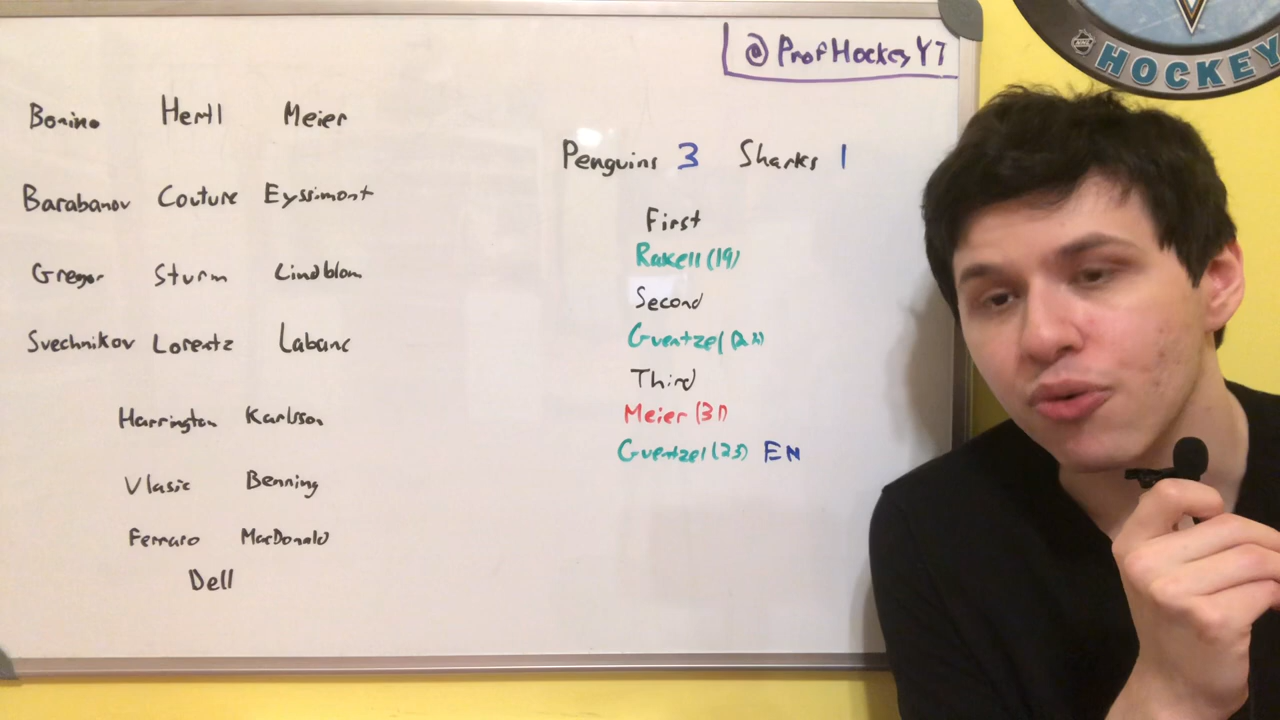 @ProfHockeyYT
NHL
HOCKEY
Bonino Hertl Meier
Barabanov Couture Eyssimont
Gregor Sturm Lindblom
Svechnikov Lorentz Labanc
Harrington Karlsson
Vlasic Benning
Ferraro MacDonald
Dell
Penguins 3 Sharks 1
First
Rakell (19)
Second
Guentzel (22)
Third
Meier (31)
Guentzel (23) EN